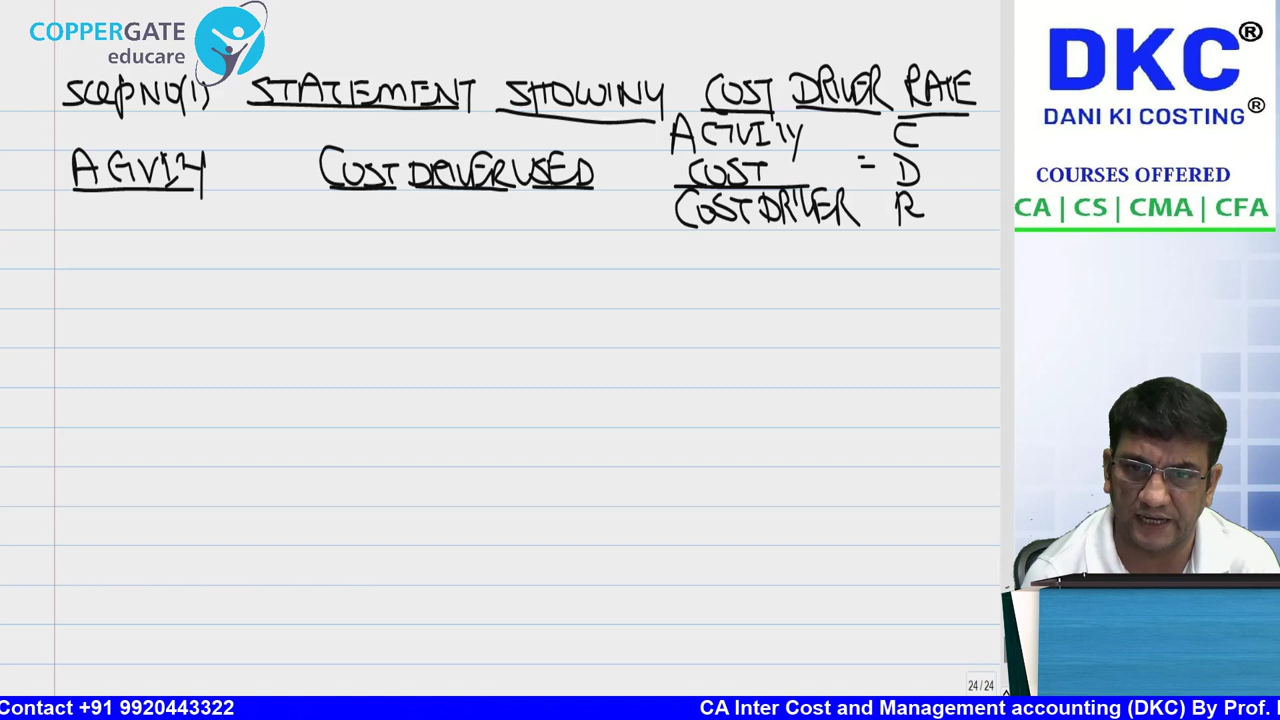 COPPERGATE
educare
Step No(1) STATEMENT SHOWING COST DRIVER RATE
ACTIVITY COST DRIVER USED ACTIVITY COST = C D R
COST DRIVER
24 / 24
DKC®
DANI KI COSTING®
COURSES OFFERED
CA | CS | CMA | CFA
Contact +91 9920443322
CA Inter Cost and Management accounting (DKC) By Prof.